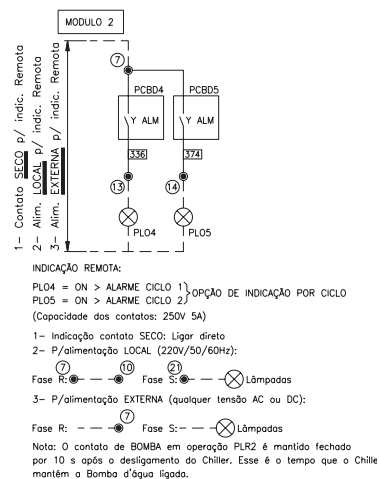 MODULO 2
1- Contato SECO p/ indic. Remota
2- Alim. LOCAL p/ indic. Remota
3- Alim. EXTERNA p/ indic. Remota
7
PCBD4 PCBD5
Y ALM Y ALM
336 374
13 14
PL04 PL05
INDICAÇÃO REMOTA:
PL04 = ON > ALARME CICLO 1
PL05 = ON > ALARME CICLO 2
OPÇÃO DE INDICAÇÃO POR CICLO
(Capacidade dos contatos: 250V 5A)
1- Indicação contato SECO: Ligar direto
2- P/alimentação LOCAL (220V/50/60Hz):
7 10 21
Fase R: Fase S: Lâmpadas
3- P/alimentação EXTERNA (qualquer tensão AC ou DC):
7
Fase R: Fase S: Lâmpadas
Nota: O contato de BOMBA em operação PLR2 é mantido fechado
por 10 s após o desligamento do Chiller. Esse é o tempo que o Chille
mantém a Bomba d'água ligada.